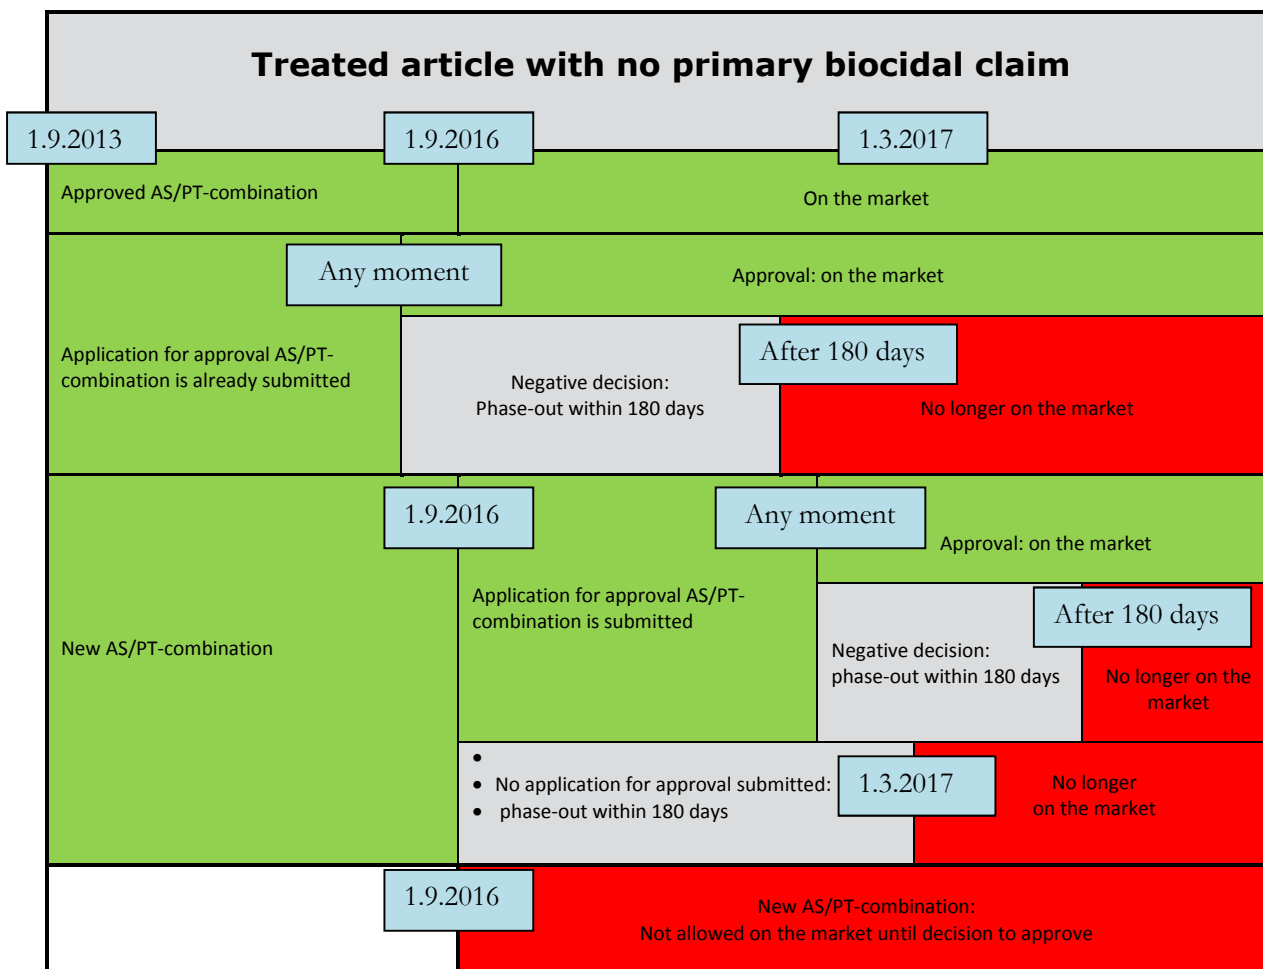 Treated article with no primary biocidal claim
1.9.2013
1.9.2016
1.3.2017
Approved AS/PT-combination
On the market
Any moment
Approval: on the market
Application for approval AS/PT-
combination is already submitted
Negative decision:
Phase-out within 180 days
After 180 days
No longer on the market
1.9.2016
Any moment
Approval: on the market
New AS/PT-combination
Application for approval AS/PT-
combination is submitted
Negative decision:
phase-out within 180 days
After 180 days
No longer on the
market
•
• No application for approval submitted:
• phase-out within 180 days
1.3.2017
No longer
on the market
1.9.2016
New AS/PT-combination:
Not allowed on the market until decision to approve